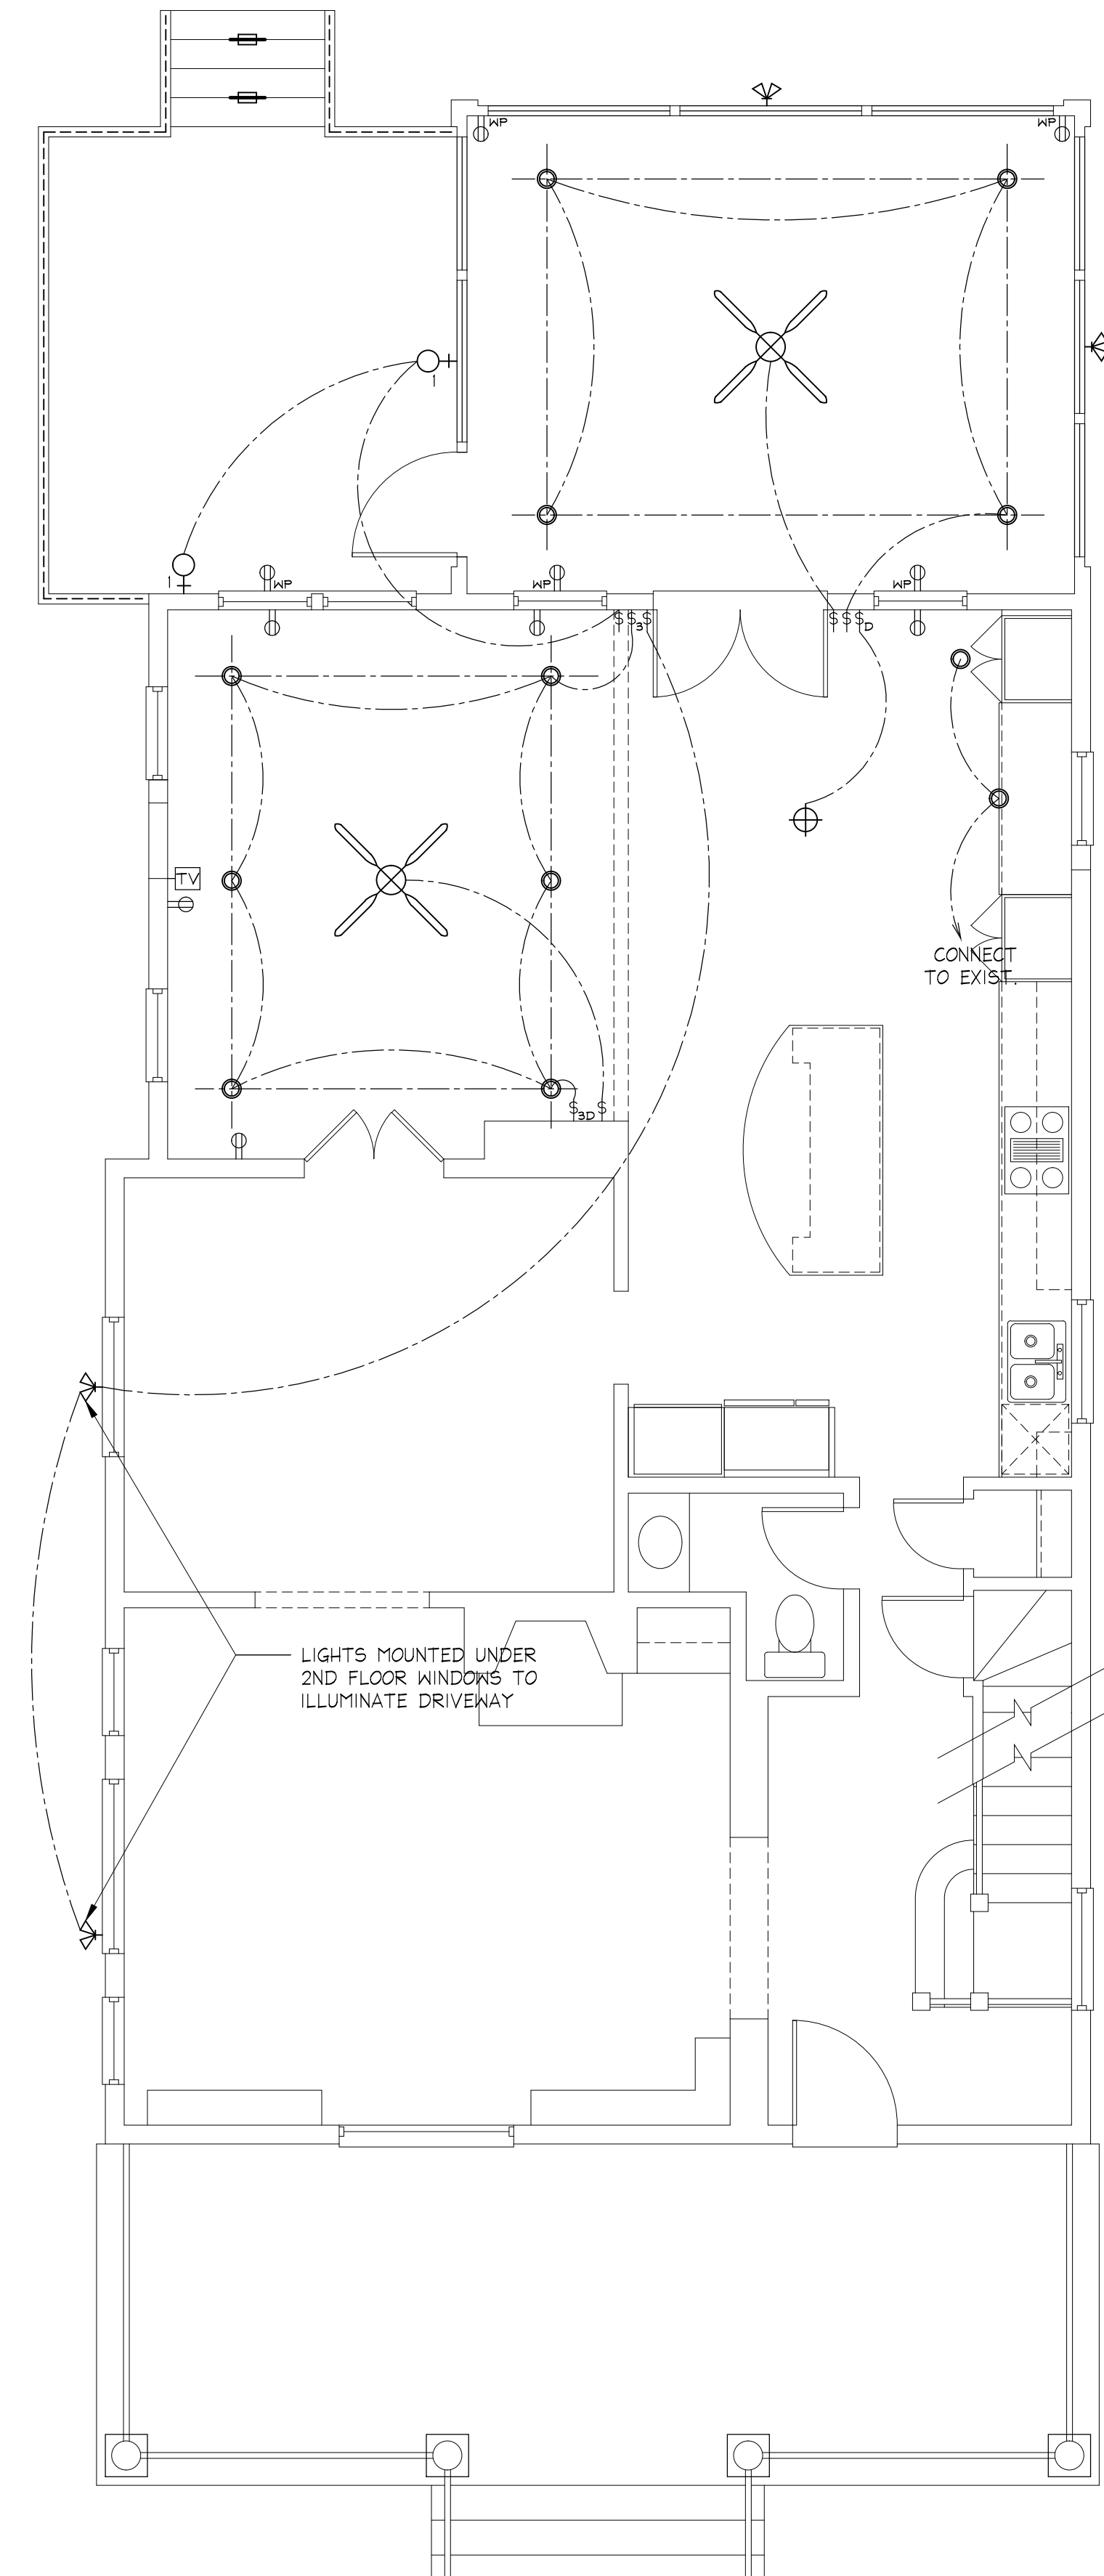 WP
WP
1
1
WP
WP
WP
$ $3 $
$ $ $D
TV
CONNECT
TO EXIST.
$3D $
LIGHTS MOUNTED UNDER
2ND FLOOR WINDOWS TO
ILLUMINATE DRIVEWAY